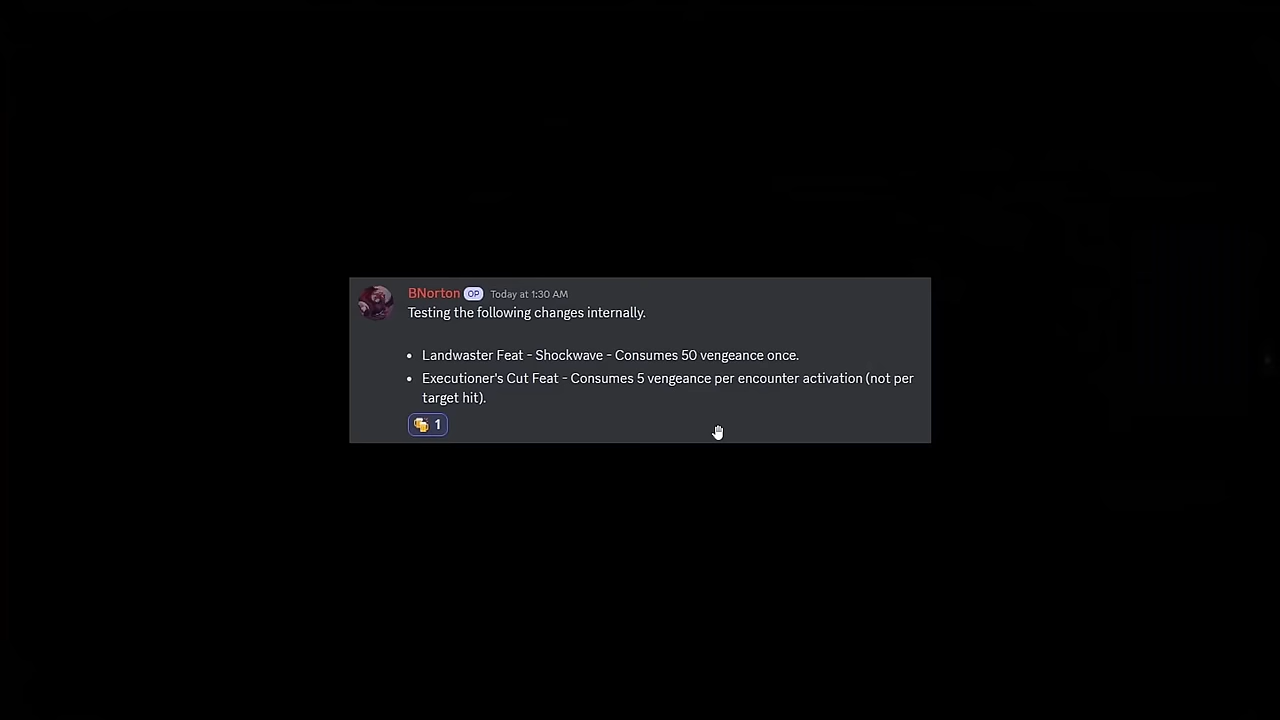 BNorton OP Today at 1:30 AM
Testing the following changes internally.
• Landwaster Feat - Shockwave - Consumes 50 vengeance once.
• Executioner's Cut Feat - Consumes 5 vengeance per encounter activation (not per
target hit).
1